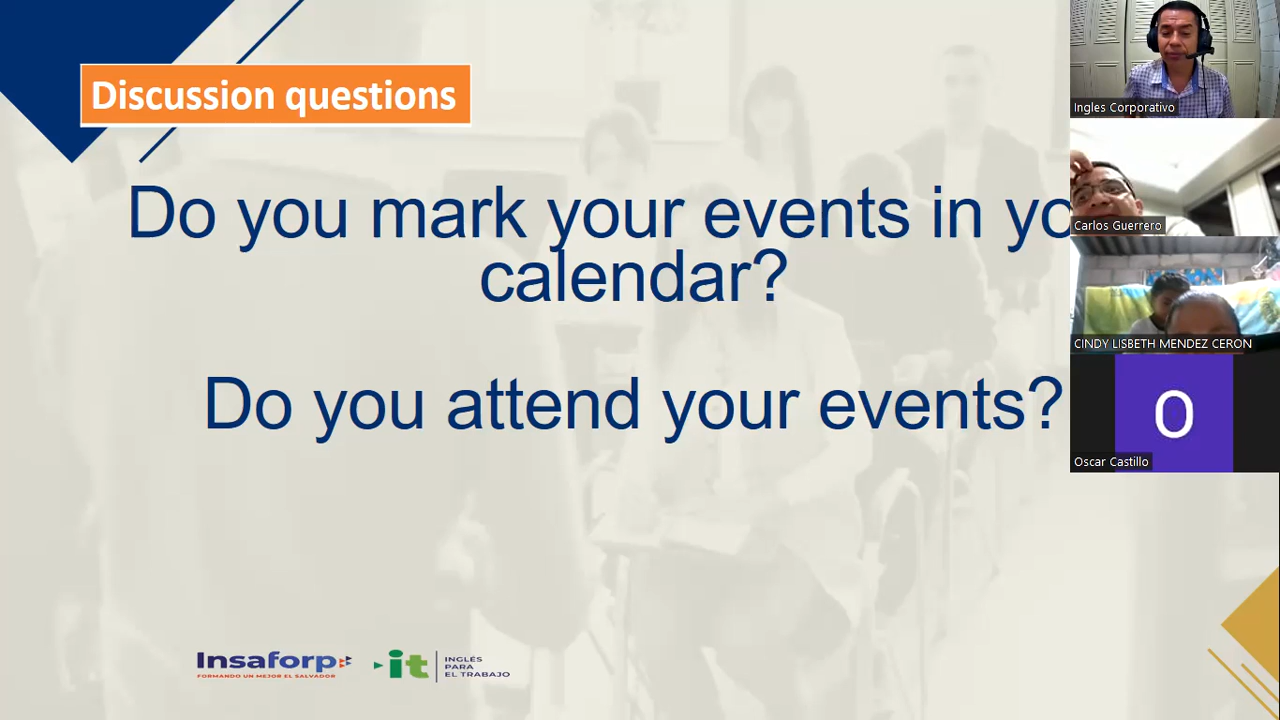 Discussion questions
Do you mark your events in yo
calendar?
Do you attend your events?
Insaforp
FORMANDO UN MEJOR EL SALVADOR
it
INGLÉS
PARA
EL TRABAJO
Ingles Corporativo
Carlos Guerrero
CINDY LISBETH MENDEZ CERON
O
Oscar Castillo